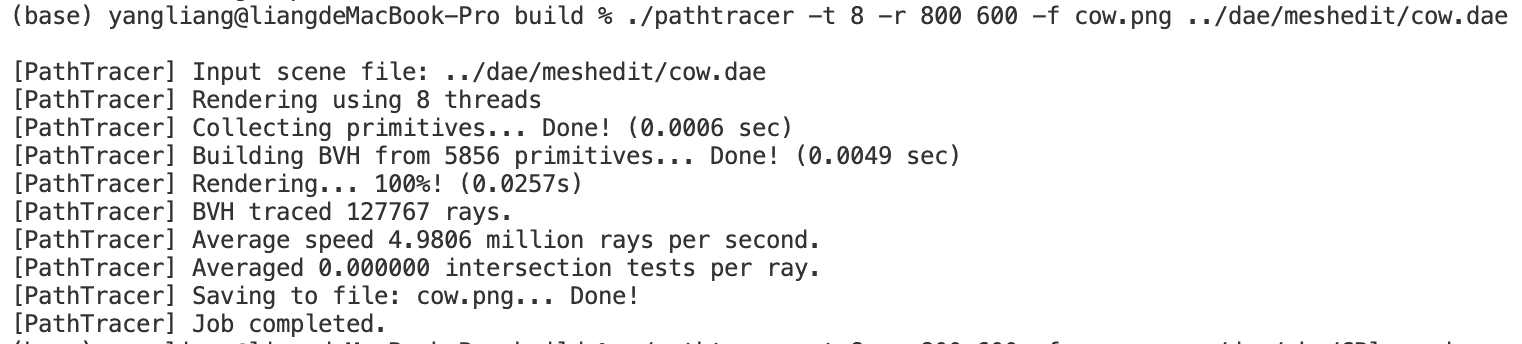 (base) yangliang@liangdeMacBook-Pro build % ./pathtracer -t 8 -r 800 600 -f cow.png ../dae/meshedit/cow.dae
[PathTracer] Input scene file: ../dae/meshedit/cow.dae
[PathTracer] Rendering using 8 threads
[PathTracer] Collecting primitives... Done! (0.0006 sec)
[PathTracer] Building BVH from 5856 primitives... Done! (0.0049 sec)
[PathTracer] Rendering... 100%! (0.0257s)
[PathTracer] BVH traced 127767 rays.
[PathTracer] Average speed 4.9806 million rays per second.
[PathTracer] Averaged 0.000000 intersection tests per ray.
[PathTracer] Saving to file: cow.png... Done!
[PathTracer] Job completed.